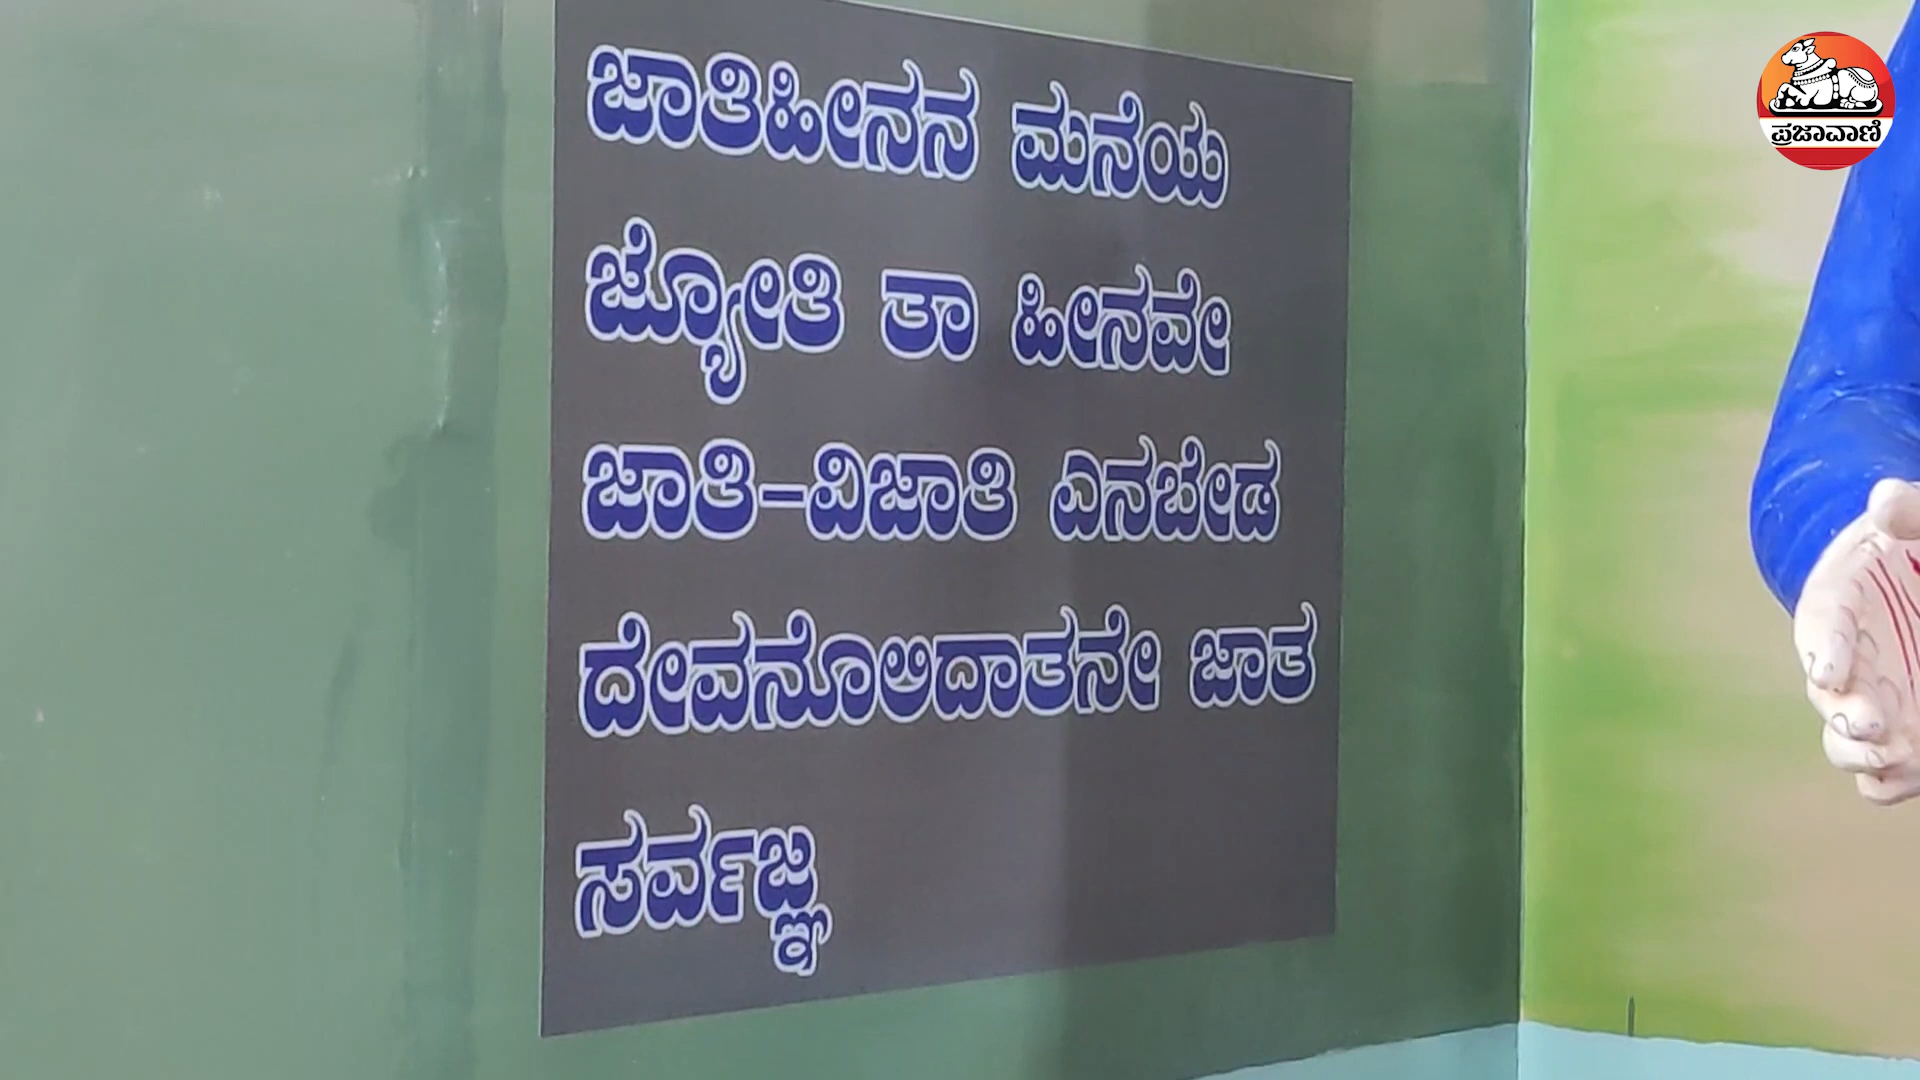 ಜಾತಿಹೀನನ ಮನೆಯ
ಜ್ಯೋತಿ ತಾ ಹೀನವೇ
ಜಾತಿ-ವಿಜಾತಿ ಎನಬೇಡ
ದೇವನೊಲಿದಾತನೇ ಜಾತ
ಸರ್ವಜ್ಞ
ಪ್ರಜಾವಾಣಿ